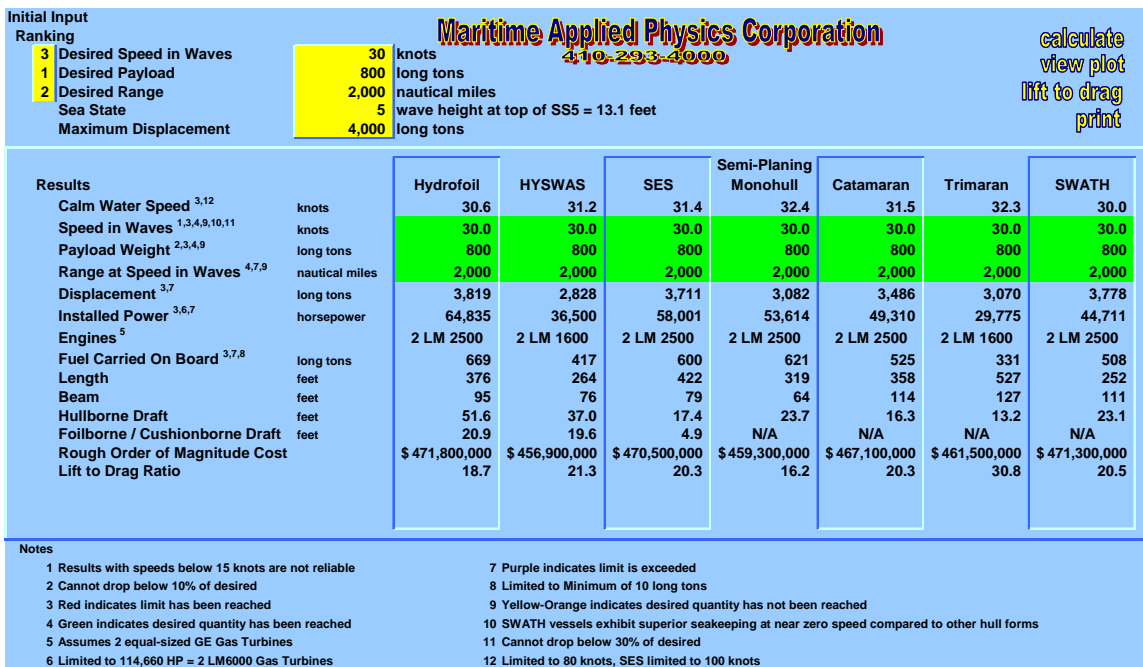 Initial Input
Ranking
Maritime Applied Physics Corporation
410-293-4000
calculate
view plot
lift to drag
print
3 Desired Speed in Waves 30 knots
1 Desired Payload 800 long tons
2 Desired Range 2,000 nautical miles
Sea State 5 wave height at top of SS5 = 13.1 feet
Maximum Displacement 4,000 long tons
Semi-Planing
Results Hydrofoil HYSWAS SES Monohull Catamaran Trimaran SWATH
Calm Water Speed 3,12 knots 30.6 31.2 31.4 32.4 31.5 32.3 30.0
Speed in Waves 1,3,4,9,10,11 knots 30.0 30.0 30.0 30.0 30.0 30.0 30.0
Payload Weight 2,3,4,9 long tons 800 800 800 800 800 800 800
Range at Speed in Waves 4,7,9 nautical miles 2,000 2,000 2,000 2,000 2,000 2,000 2,000
Displacement 3,7 long tons 3,819 2,828 3,711 3,082 3,486 3,070 3,778
Installed Power 3,6,7 horsepower 64,835 36,500 58,001 53,614 49,310 29,775 44,711
Engines 5 2 LM 2500 2 LM 1600 2 LM 2500 2 LM 2500 2 LM 2500 2 LM 1600 2 LM 2500
Fuel Carried On Board 3,7,8 long tons 669 417 600 621 525 331 508
Length feet 376 264 422 319 358 527 252
Beam feet 95 76 79 64 114 127 111
Hullborne Draft feet 51.6 37.0 17.4 23.7 16.3 13.2 23.1
Foilborne / Cushionborne Draft feet 20.9 19.6 4.9 N/A N/A N/A N/A
Rough Order of Magnitude Cost $ 471,800,000 $ 456,900,000 $ 470,500,000 $ 459,300,000 $ 467,100,000 $ 461,500,000 $ 471,300,000
Lift to Drag Ratio 18.7 21.3 20.3 16.2 20.3 30.8 20.5
Notes
1 Results with speeds below 15 knots are not reliable
2 Cannot drop below 10% of desired
3 Red indicates limit has been reached
4 Green indicates desired quantity has been reached
5 Assumes 2 equal-sized GE Gas Turbines
6 Limited to 114,660 HP = 2 LM6000 Gas Turbines
7 Purple indicates limit is exceeded
8 Limited to Minimum of 10 long tons
9 Yellow-Orange indicates desired quantity has not been reached
10 SWATH vessels exhibit superior seakeeping at near zero speed compared to other hull forms
11 Cannot drop below 30% of desired
12 Limited to 80 knots, SES limited to 100 knots